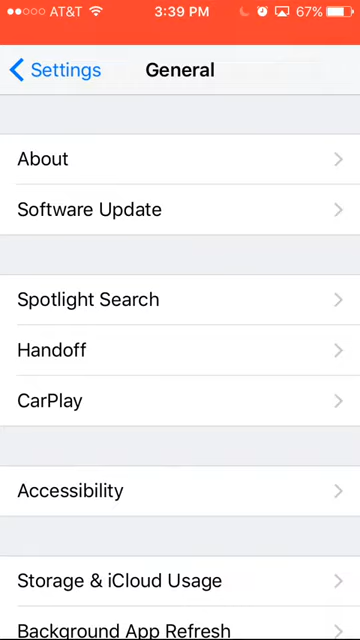 AT&T 3:39 PM 67%
Settings General
About
Software Update
Spotlight Search
Handoff
CarPlay
Accessibility
Storage & iCloud Usage
Background App Refresh